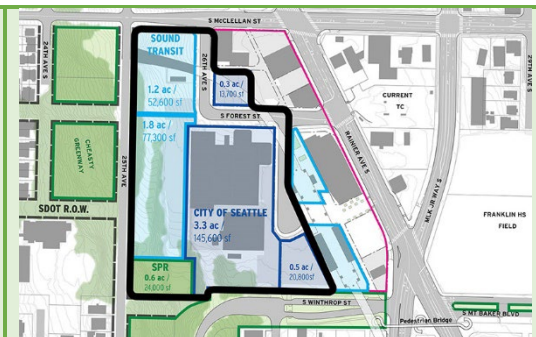 S McCLELLAN ST
24TH AVE S
SOUND
TRANSIT
26TH AVE S
29TH AVE S
1.2 ac /
52,600 sf
0.3 ac /
13,700 sf
CURRENT
TC
S FOREST ST
1.8 ac /
77,300 sf
CHEASTY
GREENWAY
25TH AVE
RAINIER AVE S
MLK JR WAY S
SDOT R.O.W.
CITY OF SEATTLE
3.3 ac /
145,600 sf
FRANKLIN HS
FIELD
SPR
0.6 ac /
24,000 sf
0.5 ac /
20,800sf
S WINTHROP ST
Pedestrian Bridge
S MT BAKER BLVD